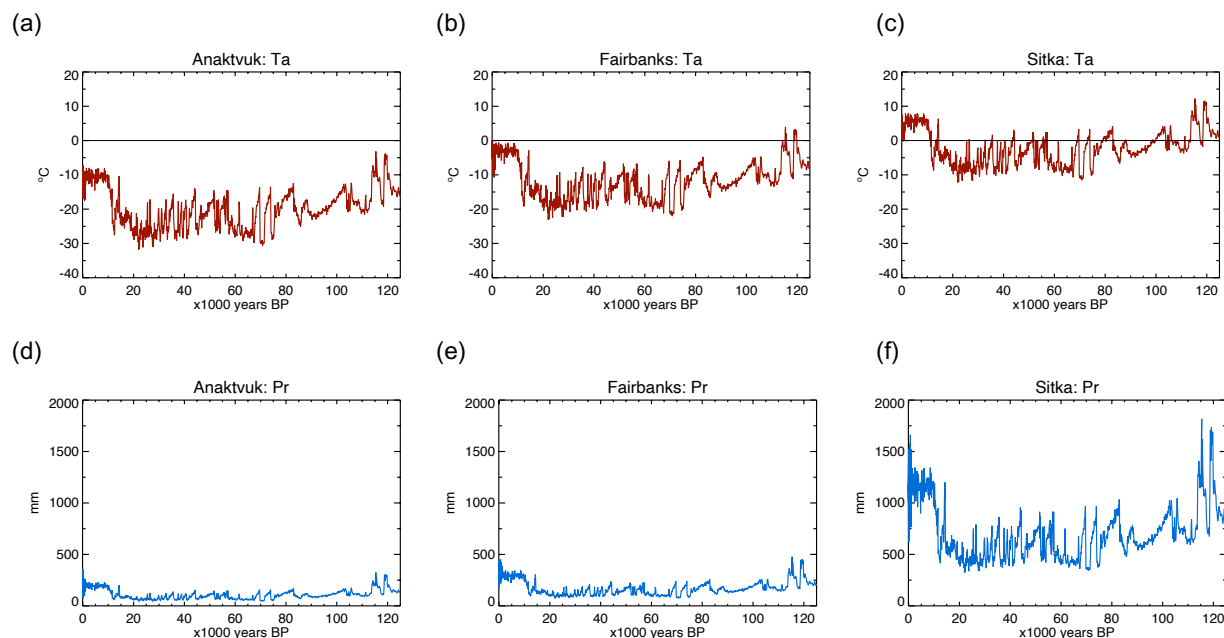 (a)
(b)
(c)
Anaktvuk: Ta
Fairbanks: Ta
Sitka: Ta
20
10
0
-10
-20
-30
-40
°C
0 20 40 60 80 100 120
x1000 years BP
20
10
0
-10
-20
-30
-40
°C
0 20 40 60 80 100 120
x1000 years BP
20
10
0
-10
-20
-30
-40
°C
0 20 40 60 80 100 120
x1000 years BP
(d)
(e)
(f)
Anaktvuk: Pr
Fairbanks: Pr
Sitka: Pr
2000
1500
1000
500
0
mm
0 20 40 60 80 100 120
x1000 years BP
2000
1500
1000
500
0
mm
0 20 40 60 80 100 120
x1000 years BP
2000
1500
1000
500
0
mm
0 20 40 60 80 100 120
x1000 years BP